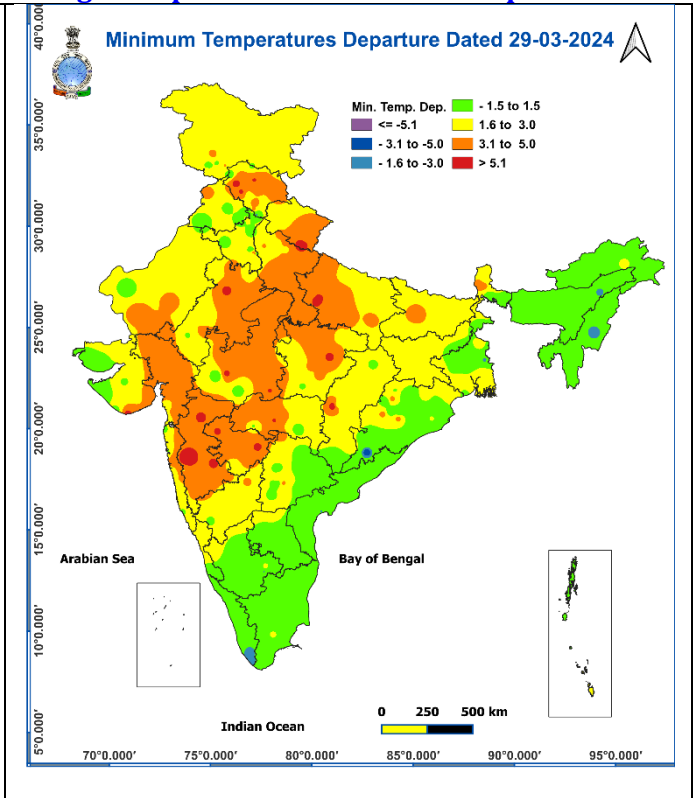 Minimum Temperatures Departure Dated 29-03-2024
Min. Temp. Dep.
<= -5.1
- 3.1 to -5.0
- 1.6 to -3.0
- 1.5 to 1.5
1.6 to 3.0
3.1 to 5.0
> 5.1
40°0.000'
35°0.000'
30°0.000'
25°0.000'
20°0.000'
15°0.000'
10°0.000'
5°0.000'
Arabian Sea
Bay of Bengal
Indian Ocean
0 250 500 km
70°0.000' 75°0.000' 80°0.000' 85°0.000' 90°0.000' 95°0.000'